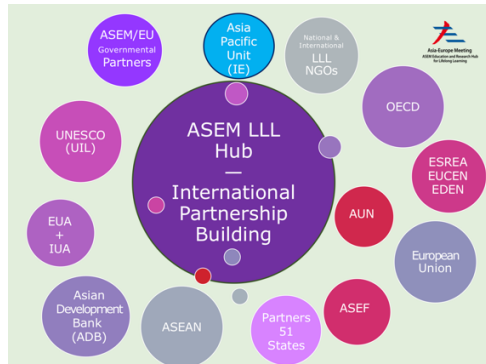 ASEM/EU
Governmental
Partners
Asia
Pacific
Unit
(IE)
National &
International
LLL
NGOs
Asia-Europe Meeting
ASEM Education and Research Hub
for Lifelong Learning
OECD
UNESCO
(UIL)
ASEM LLL
Hub
—
International
Partnership
Building
ESREA
EUCEN
EDEN
AUN
EUA
+
IUA
European
Union
Asian
Development
Bank
(ADB)
ASEAN
Partners
51
States
ASEF